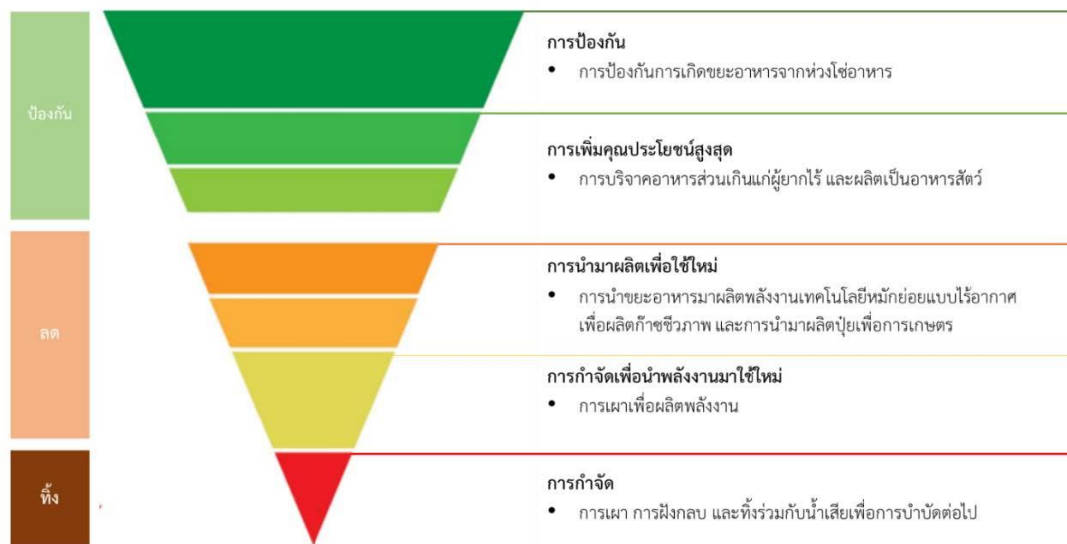 ป้องกัน
การป้องกัน
• การป้องกันการเกิดขยะอาหารจากห่วงโซ่อาหาร
การเพิ่มคุณประโยชน์สูงสุด
• การบริจาคอาหารส่วนเกินแก่ผู้ยากไร้ และผลิตเป็นอาหารสัตว์
ลด
การนำมาผลิตเพื่อใช้ใหม่
• การนำขยะอาหารมาผลิตพลังงานเทคโนโลยีหมักย่อยแบบไร้อากาศ
เพื่อผลิตก๊าซชีวภาพ และการนำมาผลิตปุ๋ยเพื่อการเกษตร
การกำจัดเพื่อนำพลังงานมาใช้ใหม่
• การเผาเพื่อผลิตพลังงาน
ทิ้ง
การกำจัด
• การเผา การฝังกลบ และทิ้งร่วมกับน้ำเสียเพื่อการบำบัดต่อไป